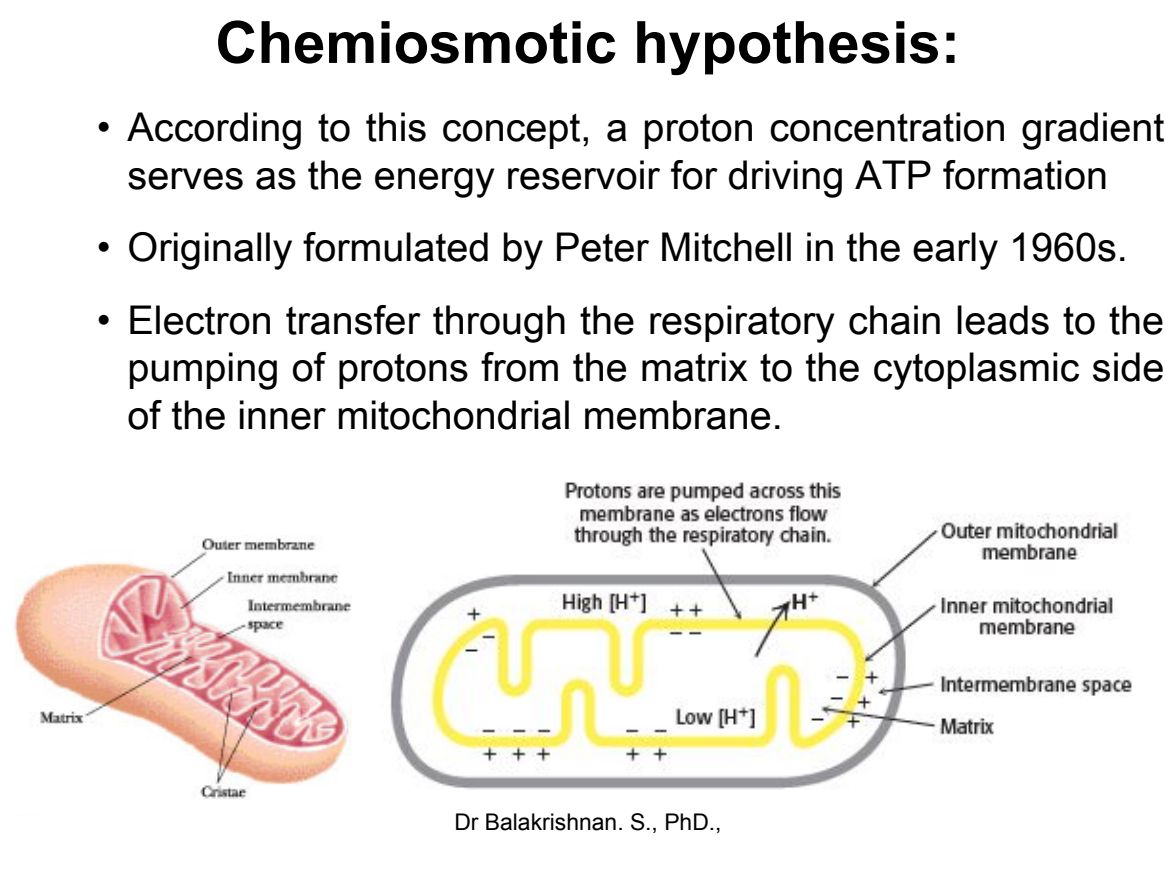 Chemiosmotic hypothesis:
• According to this concept, a proton concentration gradient
serves as the energy reservoir for driving ATP formation
• Originally formulated by Peter Mitchell in the early 1960s.
• Electron transfer through the respiratory chain leads to the
pumping of protons from the matrix to the cytoplasmic side
of the inner mitochondrial membrane.
Outer membrane
Inner membrane
Intermembrane
space
Matrix
Cristae
Protons are pumped across this
membrane as electrons flow
through the respiratory chain.
Outer mitochondrial
membrane
High [H⁺]
+ +
H⁺
+
– –
–
–
Inner mitochondrial
membrane
– +
Intermembrane space
– +
Low [H⁺]
– +
Matrix
– – –
– –
+ + +
+ +
Dr Balakrishnan. S., PhD.,